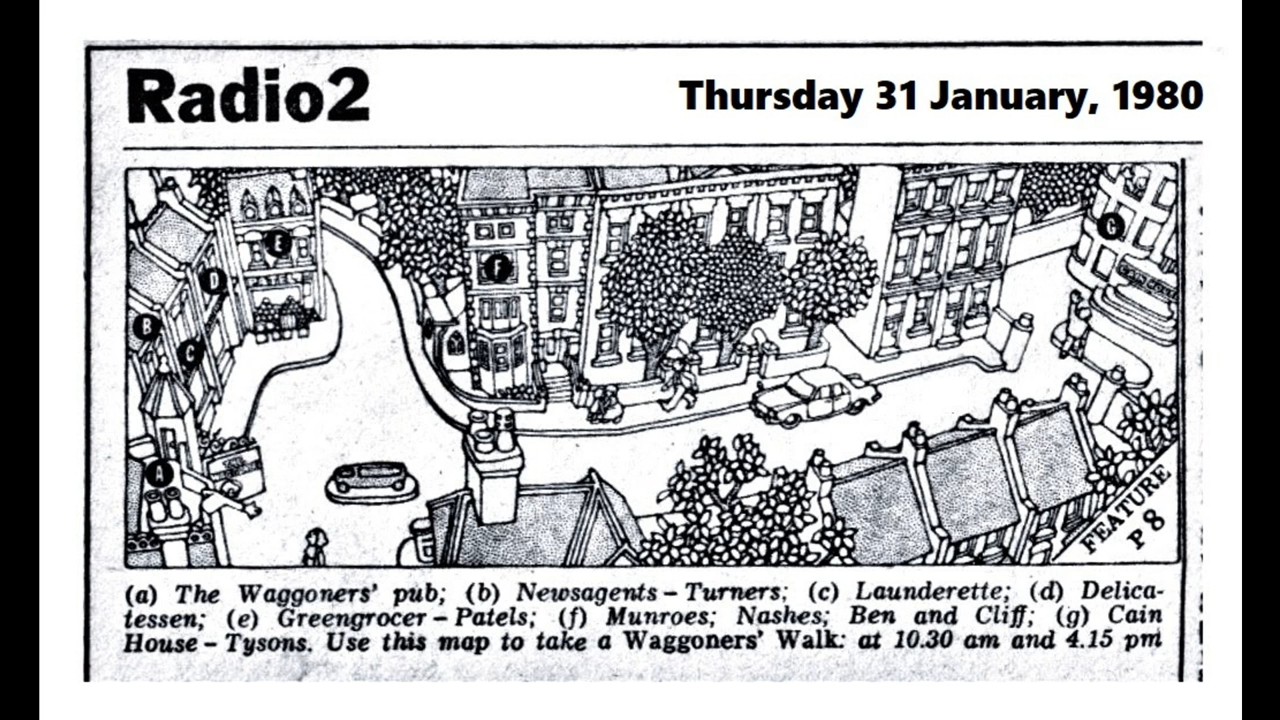 Radio2
Thursday 31 January, 1980
E
F
G
D
B
C
A
FEATURE
P 8
(a) The Waggoners' pub; (b) Newsagents – Turners; (c) Launderette; (d) Delica-
tessen; (e) Greengrocer – Patels; (f) Munroes; Nashes; Ben and Cliff; (g) Cain
House – Tysons. Use this map to take a Waggoners' Walk: at 10.30 am and 4.15 pm